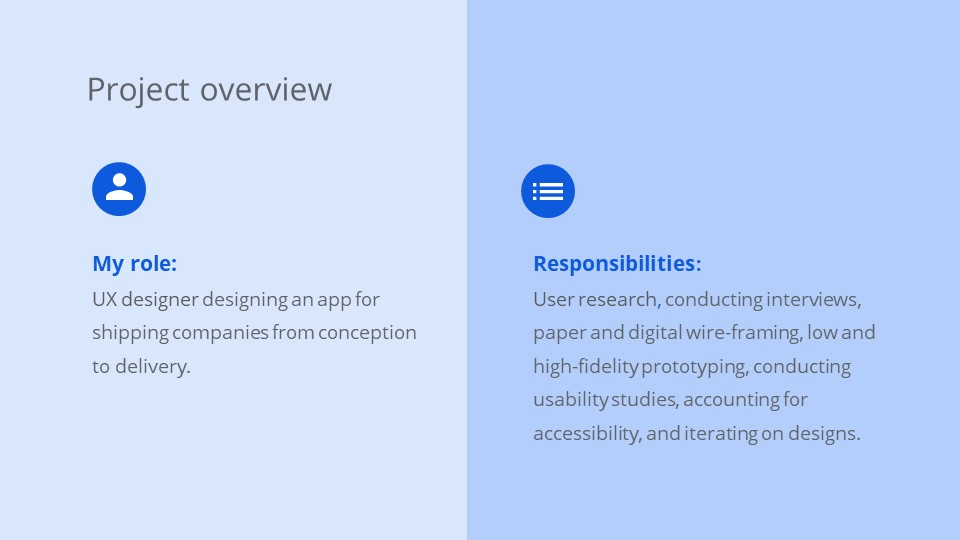 Project overview
My role:
UX designer designing an app for
shipping companies from conception
to delivery.
Responsibilities:
User research, conducting interviews,
paper and digital wire-framing, low and
high-fidelity prototyping, conducting
usability studies, accounting for
accessibility, and iterating on designs.